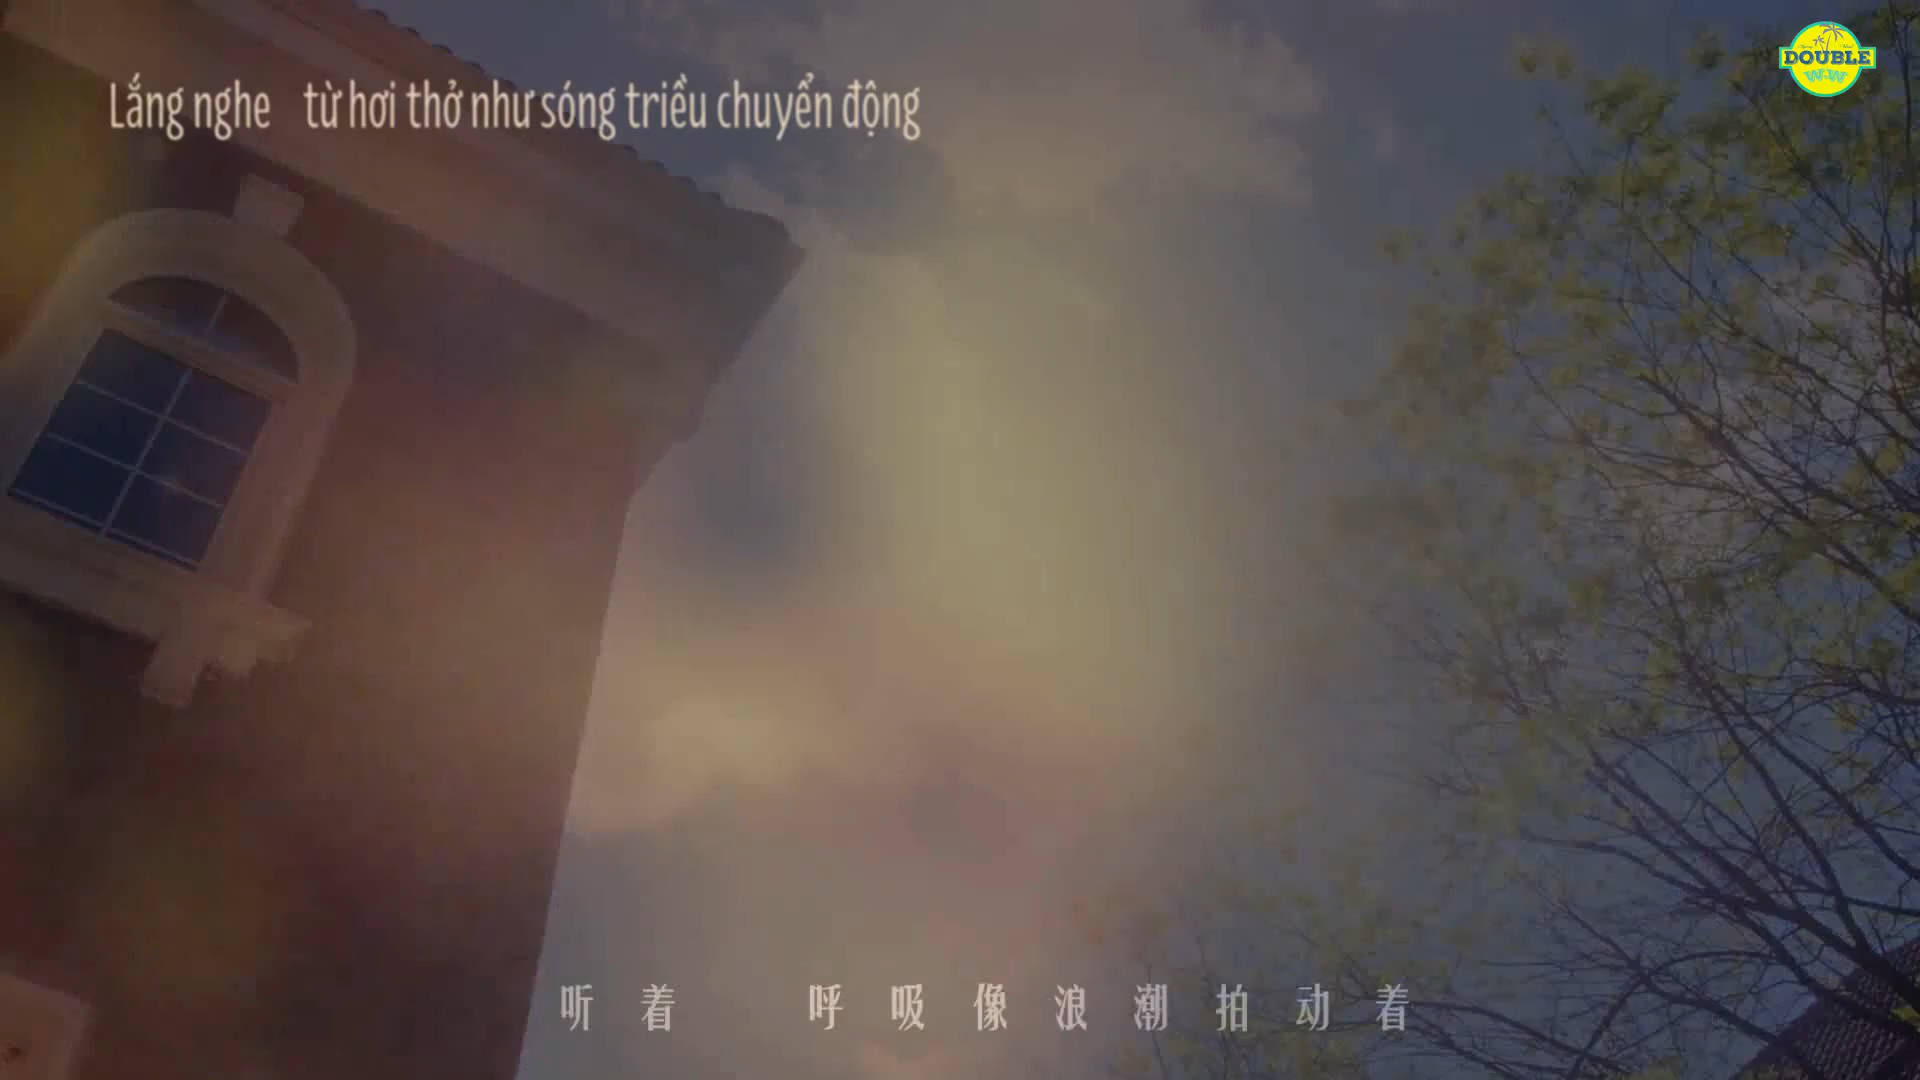 Lắng nghe từ hơi thở như sóng triều chuyển động
DOUBLE
W-W
听着 呼吸像浪潮拍动着